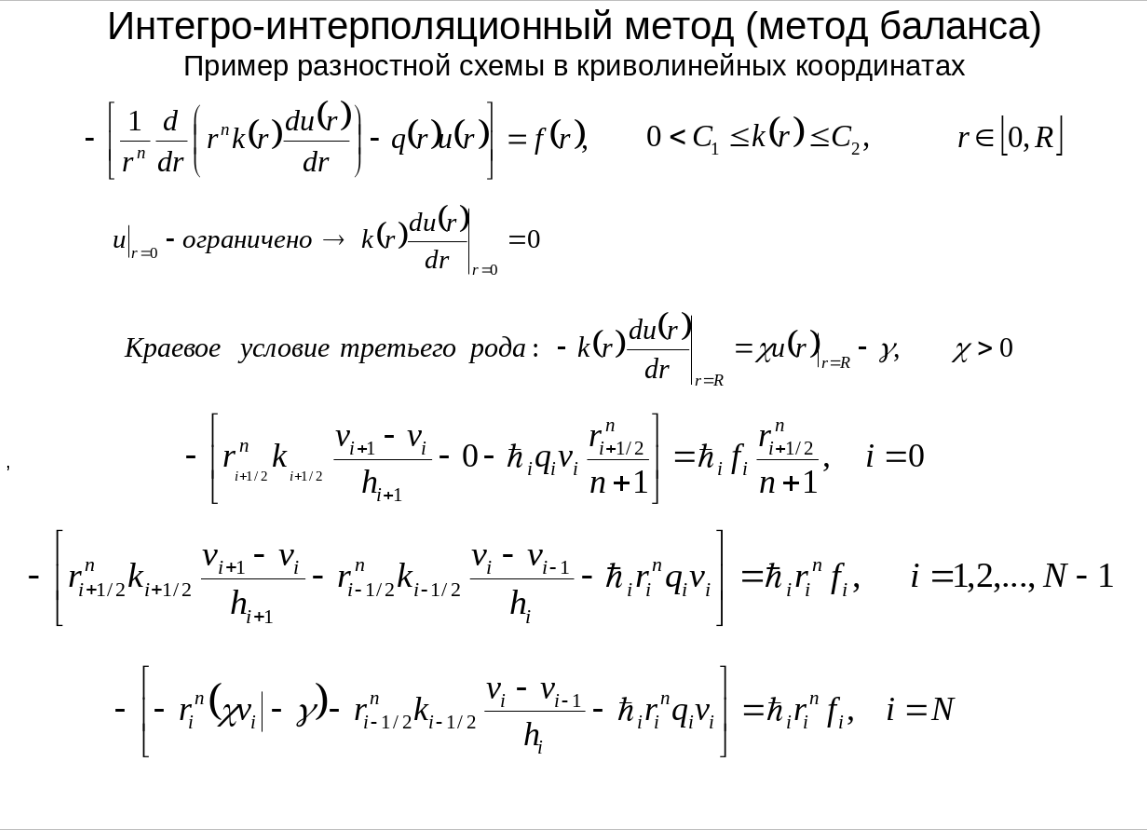 Интегро-интерполяционный метод (метод баланса)
Пример разностной схемы в криволинейных координатах
- [ 1/r^n d/dr ( r^n k(r) du(r)/dr ) - q(r)u(r) ] = f(r), 0 < C_1 ≤ k(r) ≤ C_2, r ∈ [0, R]
u|_{r=0} - ограничено → k(r) du(r)/dr |_{r=0} = 0
Краевое условие третьего рода: - k(r) du(r)/dr |_{r=R} = χu(r)|_{r=R} - γ, χ > 0
, - [ r^n_{i+1/2} k_{i+1/2} (v_{i+1} - v_i)/h_{i+1} - 0 - ħ_i q_i v_i r^n_{i+1/2}/(n+1) ] = ħ_i f_i r^n_{i+1/2}/(n+1), i = 0
- [ r^n_{i+1/2} k_{i+1/2} (v_{i+1} - v_i)/h_{i+1} - r^n_{i-1/2} k_{i-1/2} (v_i - v_{i-1})/h_i - ħ_i r^n_i q_i v_i ] = ħ_i r^n_i f_i, i = 1,2,..., N - 1
- [ - r^n_i (χv_i| - γ) - r^n_{i-1/2} k_{i-1/2} (v_i - v_{i-1})/h_i - ħ_i r^n_i q_i v_i ] = ħ_i r^n_i f_i, i = N